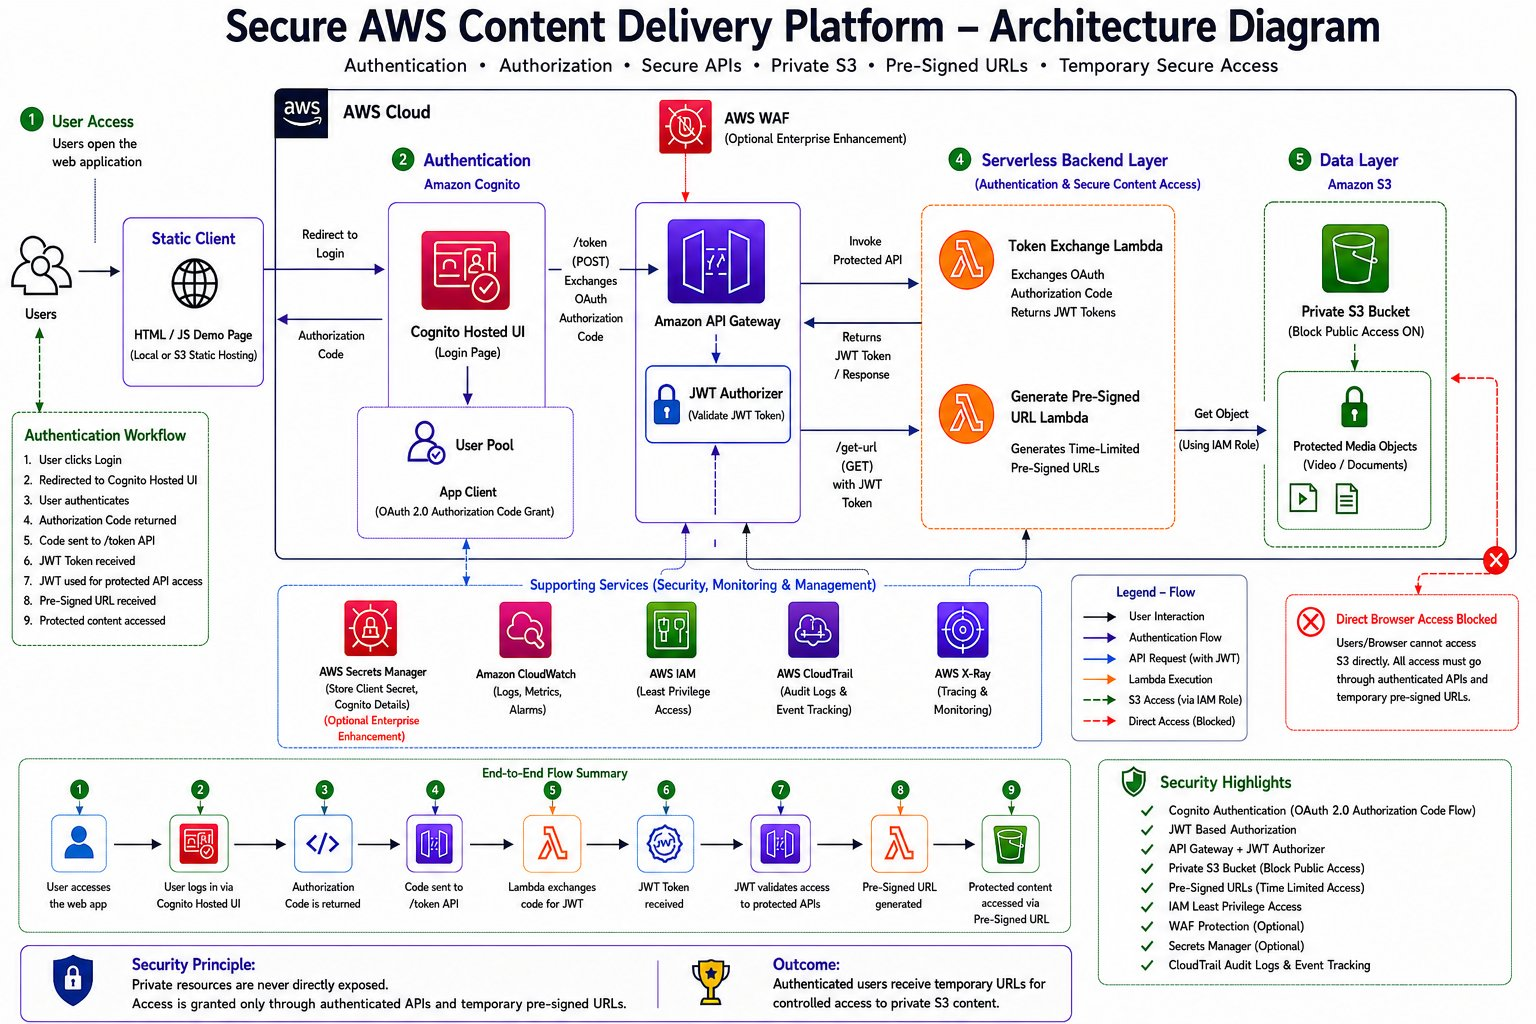 Secure AWS Content Delivery Platform – Architecture Diagram
Authentication • Authorization • Secure APIs • Private S3 • Pre-Signed URLs • Temporary Secure Access
1 User Access
Users open the
web application
Users
Static Client
HTML / JS Demo Page
(Local or S3 Static Hosting)
aws
AWS Cloud
Redirect to
Login
Authorization
Code
2 Authentication
Amazon Cognito
Cognito Hosted UI
(Login Page)
User Pool
App Client
(OAuth 2.0 Authorization Code Grant)
/token
(POST)
Exchanges
OAuth
Authorization
Code
AWS WAF
(Optional Enterprise Enhancement)
Amazon API Gateway
JWT Authorizer
(Validate JWT Token)
Invoke
Protected API
Returns
JWT Token
/ Response
/get-url
(GET)
with JWT
Token
4 Serverless Backend Layer
(Authentication & Secure Content Access)
Token Exchange Lambda
Exchanges OAuth
Authorization Code
Returns JWT Tokens
Generate Pre-Signed
URL Lambda
Generates Time-Limited
Pre-Signed URLs
Get Object
(Using IAM Role)
5 Data Layer
Amazon S3
Private S3 Bucket
(Block Public Access ON)
Protected Media Objects
(Video / Documents)
Authentication Workflow
1. User clicks Login
2. Redirected to Cognito Hosted UI
3. User authenticates
4. Authorization Code returned
5. Code sent to /token API
6. JWT Token received
7. JWT used for protected API access
8. Pre-Signed URL received
9. Protected content accessed
Supporting Services (Security, Monitoring & Management)
AWS Secrets Manager
(Store Client Secret,
Cognito Details)
(Optional Enterprise
Enhancement)
Amazon CloudWatch
(Logs, Metrics,
Alarms)
AWS IAM
(Least Privilege
Access)
AWS CloudTrail
(Audit Logs &
Event Tracking)
AWS X-Ray
(Tracing &
Monitoring)
Legend – Flow
User Interaction
Authentication Flow
API Request (with JWT)
Lambda Execution
S3 Access (via IAM Role)
Direct Access (Blocked)
Direct Browser Access Blocked
Users/Browser cannot access
S3 directly. All access must go
through authenticated APIs and
temporary pre-signed URLs.
End-to-End Flow Summary
1
User accesses
the web app
2
User logs in via
Cognito Hosted UI
3
</>
Authorization
Code is returned
4
Code sent to
/token API
5
Lambda exchanges
code for JWT
6
JWT
JWT Token
received
7
JWT validates access
to protected APIs
8
Pre-Signed URL
generated
9
Protected content
accessed via
Pre-Signed URL
Security Highlights
Cognito Authentication (OAuth 2.0 Authorization Code Flow)
JWT Based Authorization
API Gateway + JWT Authorizer
Private S3 Bucket (Block Public Access)
Pre-Signed URLs (Time Limited Access)
IAM Least Privilege Access
WAF Protection (Optional)
Secrets Manager (Optional)
CloudTrail Audit Logs & Event Tracking
Security Principle:
Private resources are never directly exposed.
Access is granted only through authenticated APIs and temporary pre-signed URLs.
Outcome:
Authenticated users receive temporary URLs for
controlled access to private S3 content.